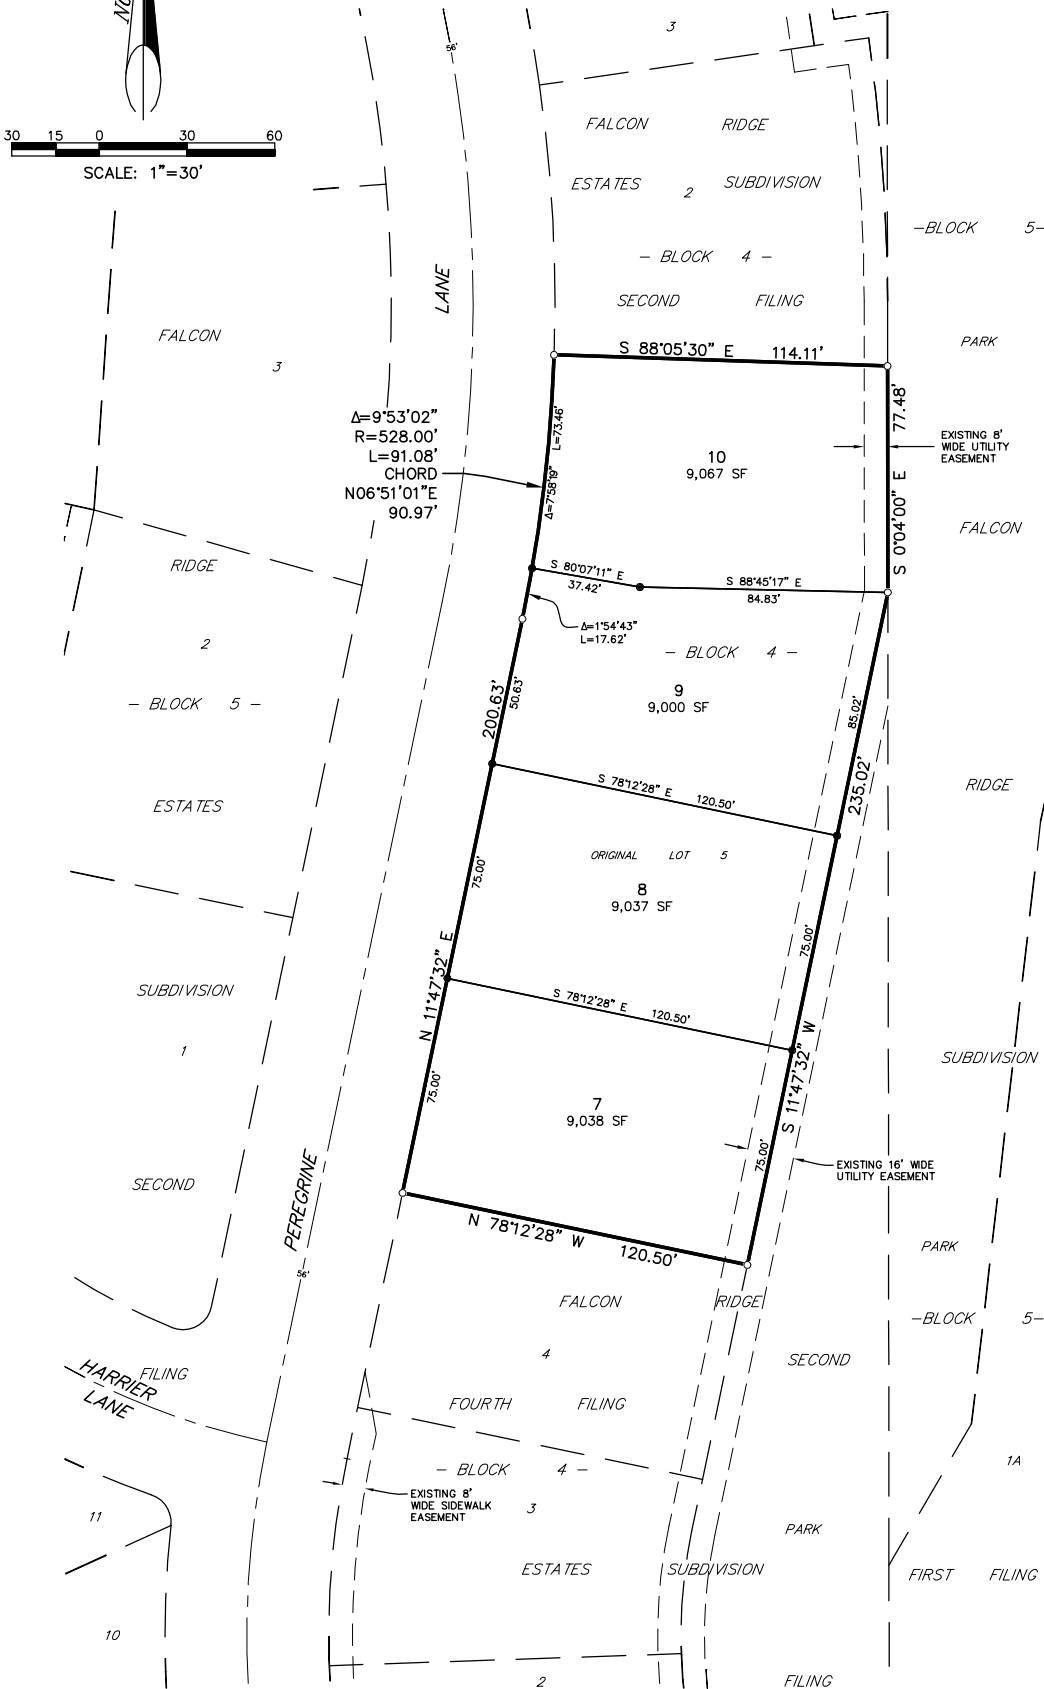 NO
3
56'
30 15 0 30 60
SCALE: 1"=30'
FALCON RIDGE
ESTATES 2 SUBDIVISION
-BLOCK 5-
- BLOCK 4 -
SECOND FILING
LANE
FALCON
3
PARK
S 88°05'30" E 114.11'
77.48'
Δ=9°53'02"
R=528.00'
L=91.08'
CHORD
N06°51'01"E
90.97'
L=73.46'
Δ=7°58'19"
10
9,067 SF
EXISTING 8'
WIDE UTILITY
EASEMENT
S 0°04'00" E
FALCON
RIDGE
S 80°07'11" E
37.42'
S 88°45'17" E
84.83'
Δ=1°54'43"
L=17.62'
2
- BLOCK 4 -
- BLOCK 5 -
9
9,000 SF
200.63'
50.63'
85.02'
235.02'
S 78°12'28" E 120.50'
RIDGE
ESTATES
ORIGINAL LOT 5
8
9,037 SF
75.00'
75.00'
N 11°47'32" E
SUBDIVISION
S 78°12'28" E 120.50'
S 11°47'32" W
1
SUBDIVISION
75.00'
7
9,038 SF
75.00'
EXISTING 16' WIDE
UTILITY EASEMENT
SECOND
PEREGRINE
N 78°12'28" W 120.50'
PARK
56'
FALCON RIDGE
-BLOCK 5-
4
SECOND
HARRIER
LANE
FILING
FOURTH FILING
- BLOCK 4 -
1A
EXISTING 8'
WIDE SIDEWALK
EASEMENT
3
11
PARK
ESTATES SUBDIVISION
FIRST FILING
10
2
FILING